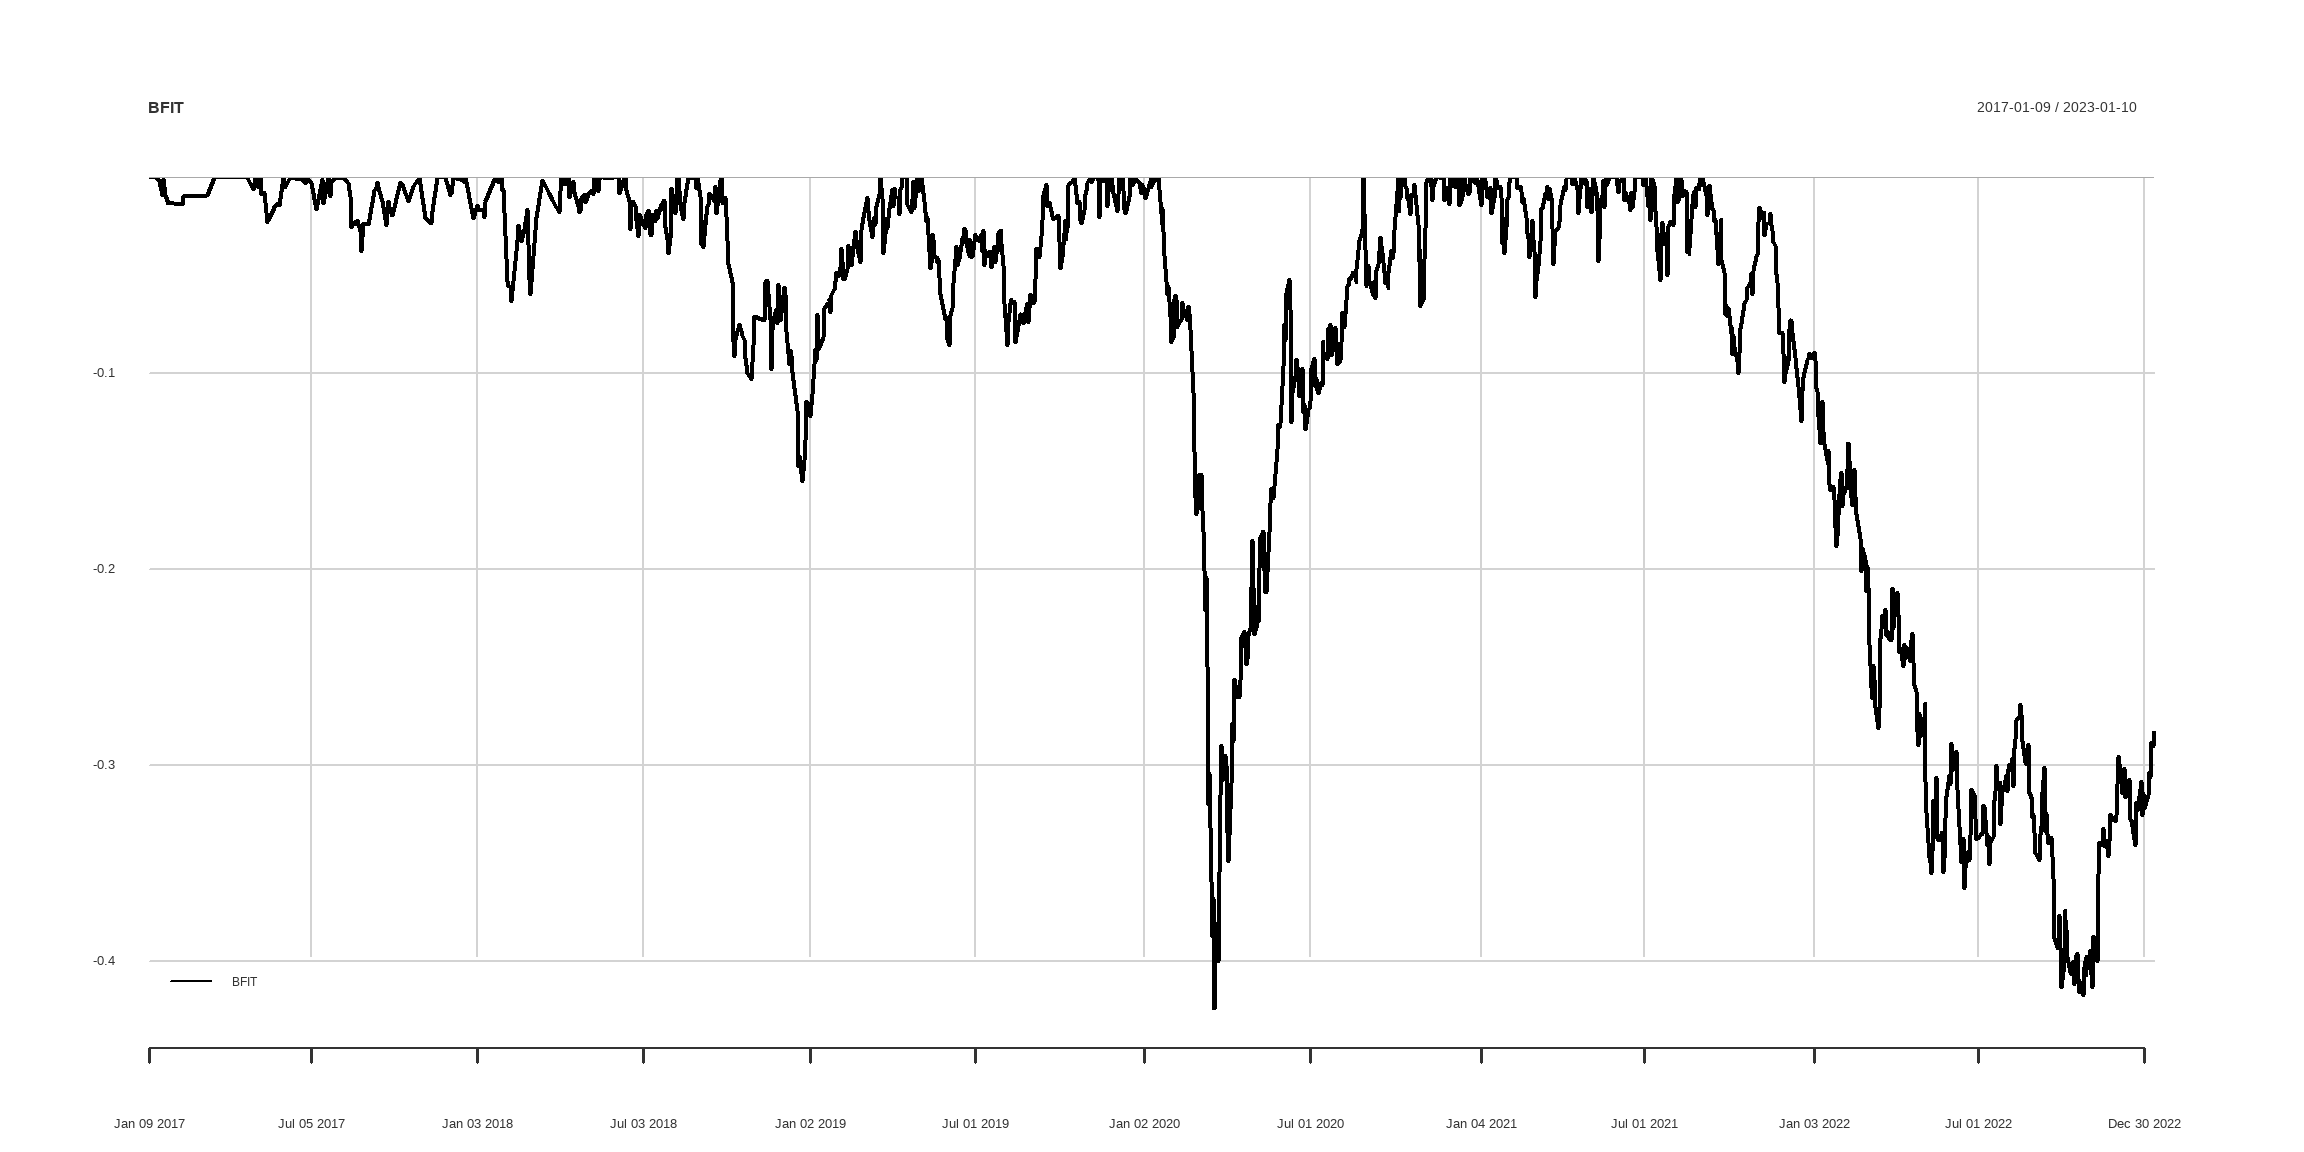 BFIT
2017-01-09 / 2023-01-10
-0.1
-0.2
-0.3
-0.4
BFIT
Jan 09 2017
Jul 05 2017
Jan 03 2018
Jul 03 2018
Jan 02 2019
Jul 01 2019
Jan 02 2020
Jul 01 2020
Jan 04 2021
Jul 01 2021
Jan 03 2022
Jul 01 2022
Dec 30 2022